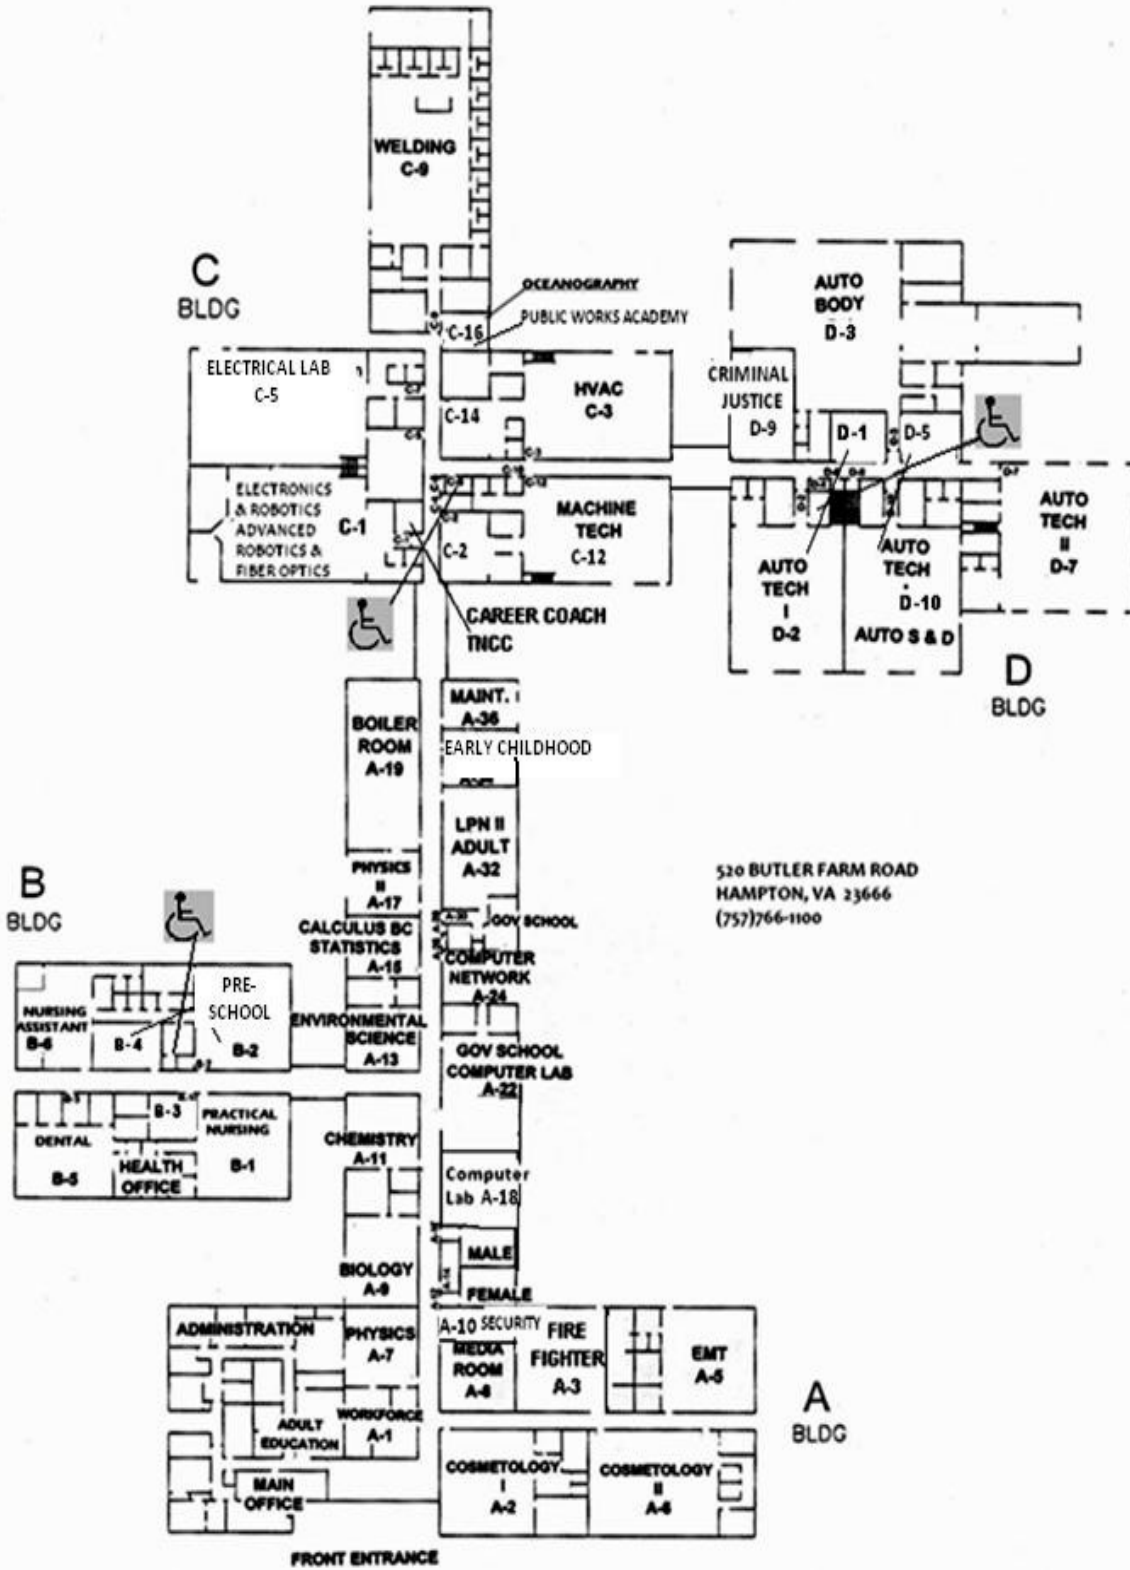 WELDING
C-9
C
BLDG
OCEANOGRAPHY
PUBLIC WORKS ACADEMY
C-16
ELECTRICAL LAB
C-5
C-14
HVAC
C-3
AUTO
BODY
D-3
CRIMINAL
JUSTICE
D-9
D-1
D-5
ELECTRONICS
& ROBOTICS
ADVANCED
ROBOTICS &
FIBER OPTICS
C-1
C-2
C-12
MACHINE
TECH
C-12
D-7
AUTO
TECH
I
D-2
AUTO
TECH
D-10
AUTO S & D
AUTO
TECH
II
D-7
CAREER COACH
TNCC
D
BLDG
BOILER
ROOM
A-19
MAINT.
A-36
EARLY CHILDHOOD
LPN II
ADULT
A-32
PHYSICS
II
A-17
GOV SCHOOL
CALCULUS BC
STATISTICS
A-15
COMPUTER
NETWORK
A-24
520 BUTLER FARM ROAD
HAMPTON, VA 23666
(757)766-1100
B
BLDG
NURSING
ASSISTANT
B-6
B-4
PRE-
SCHOOL
B-2
ENVIRONMENTAL
SCIENCE
A-13
GOV SCHOOL
COMPUTER LAB
A-22
DENTAL
B-5
B-3
HEALTH
OFFICE
PRACTICAL
NURSING
B-1
CHEMISTRY
A-11
Computer
Lab A-18
MALE
FEMALE
BIOLOGY
A-9
ADMINISTRATION
PHYSICS
A-7
A-10 SECURITY
MEDIA
ROOM
A-8
FIRE
FIGHTER
A-3
EMT
A-5
A
BLDG
ADULT
EDUCATION
WORKFORCE
A-1
MAIN
OFFICE
COSMETOLOGY
I
A-2
COSMETOLOGY
II
A-6
FRONT ENTRANCE